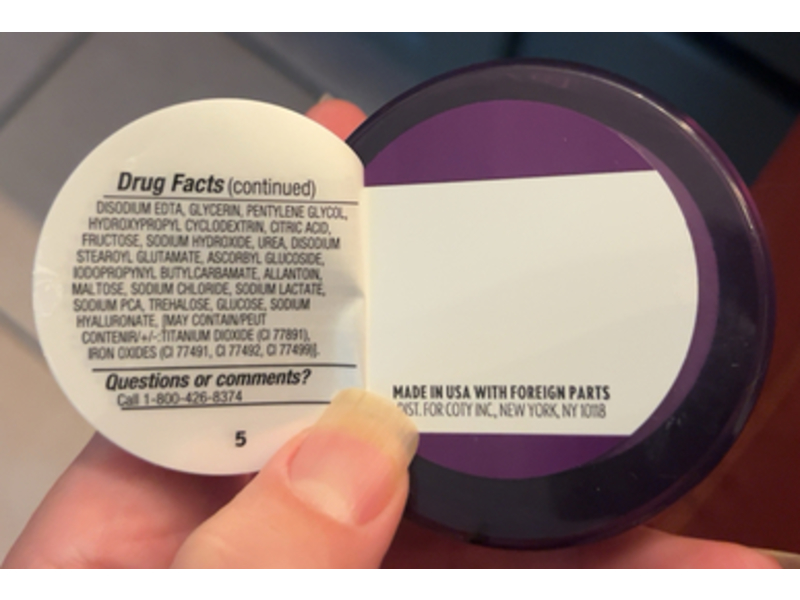 Drug Facts (continued)
DISODIUM EDTA, GLYCERIN, PENTYLENE GLYCOL,
HYDROXYPROPYL CYCLODEXTRIN, CITRIC ACID,
FRUCTOSE, SODIUM HYDROXIDE, UREA, DISODIUM
STEAROYL GLUTAMATE, ASCORBYL GLUCOSIDE,
IODOPROPYNYL BUTYLCARBAMATE, ALLANTOIN,
MALTOSE, SODIUM CHLORIDE, SODIUM LACTATE,
SODIUM PCA, TREHALOSE, GLUCOSE, SODIUM
HYALURONATE, [MAY CONTAIN/PEUT
CONTENIR/+/-:TITANIUM DIOXIDE (CI 77891),
IRON OXIDES (CI 77491, CI 77492, CI 77499)].
Questions or comments?
Call 1-800-426-8374
5
MADE IN USA WITH FOREIGN PARTS
DIST. FOR COTY INC., NEW YORK, NY 10118